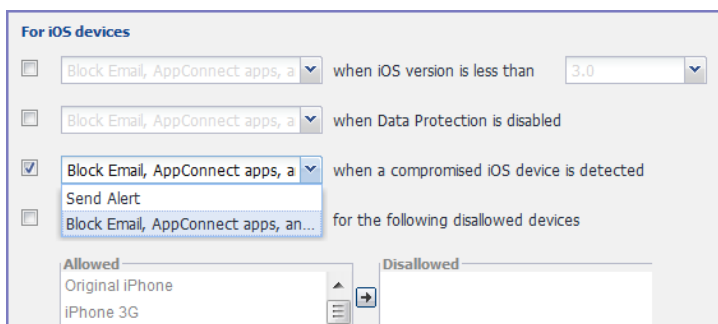 For iOS devices
Block Email, AppConnect apps, a when iOS version is less than 3.0
Block Email, AppConnect apps, a when Data Protection is disabled
Block Email, AppConnect apps, a when a compromised iOS device is detected
Send Alert
Block Email, AppConnect apps, an... for the following disallowed devices
Allowed Disallowed
Original iPhone
iPhone 3G